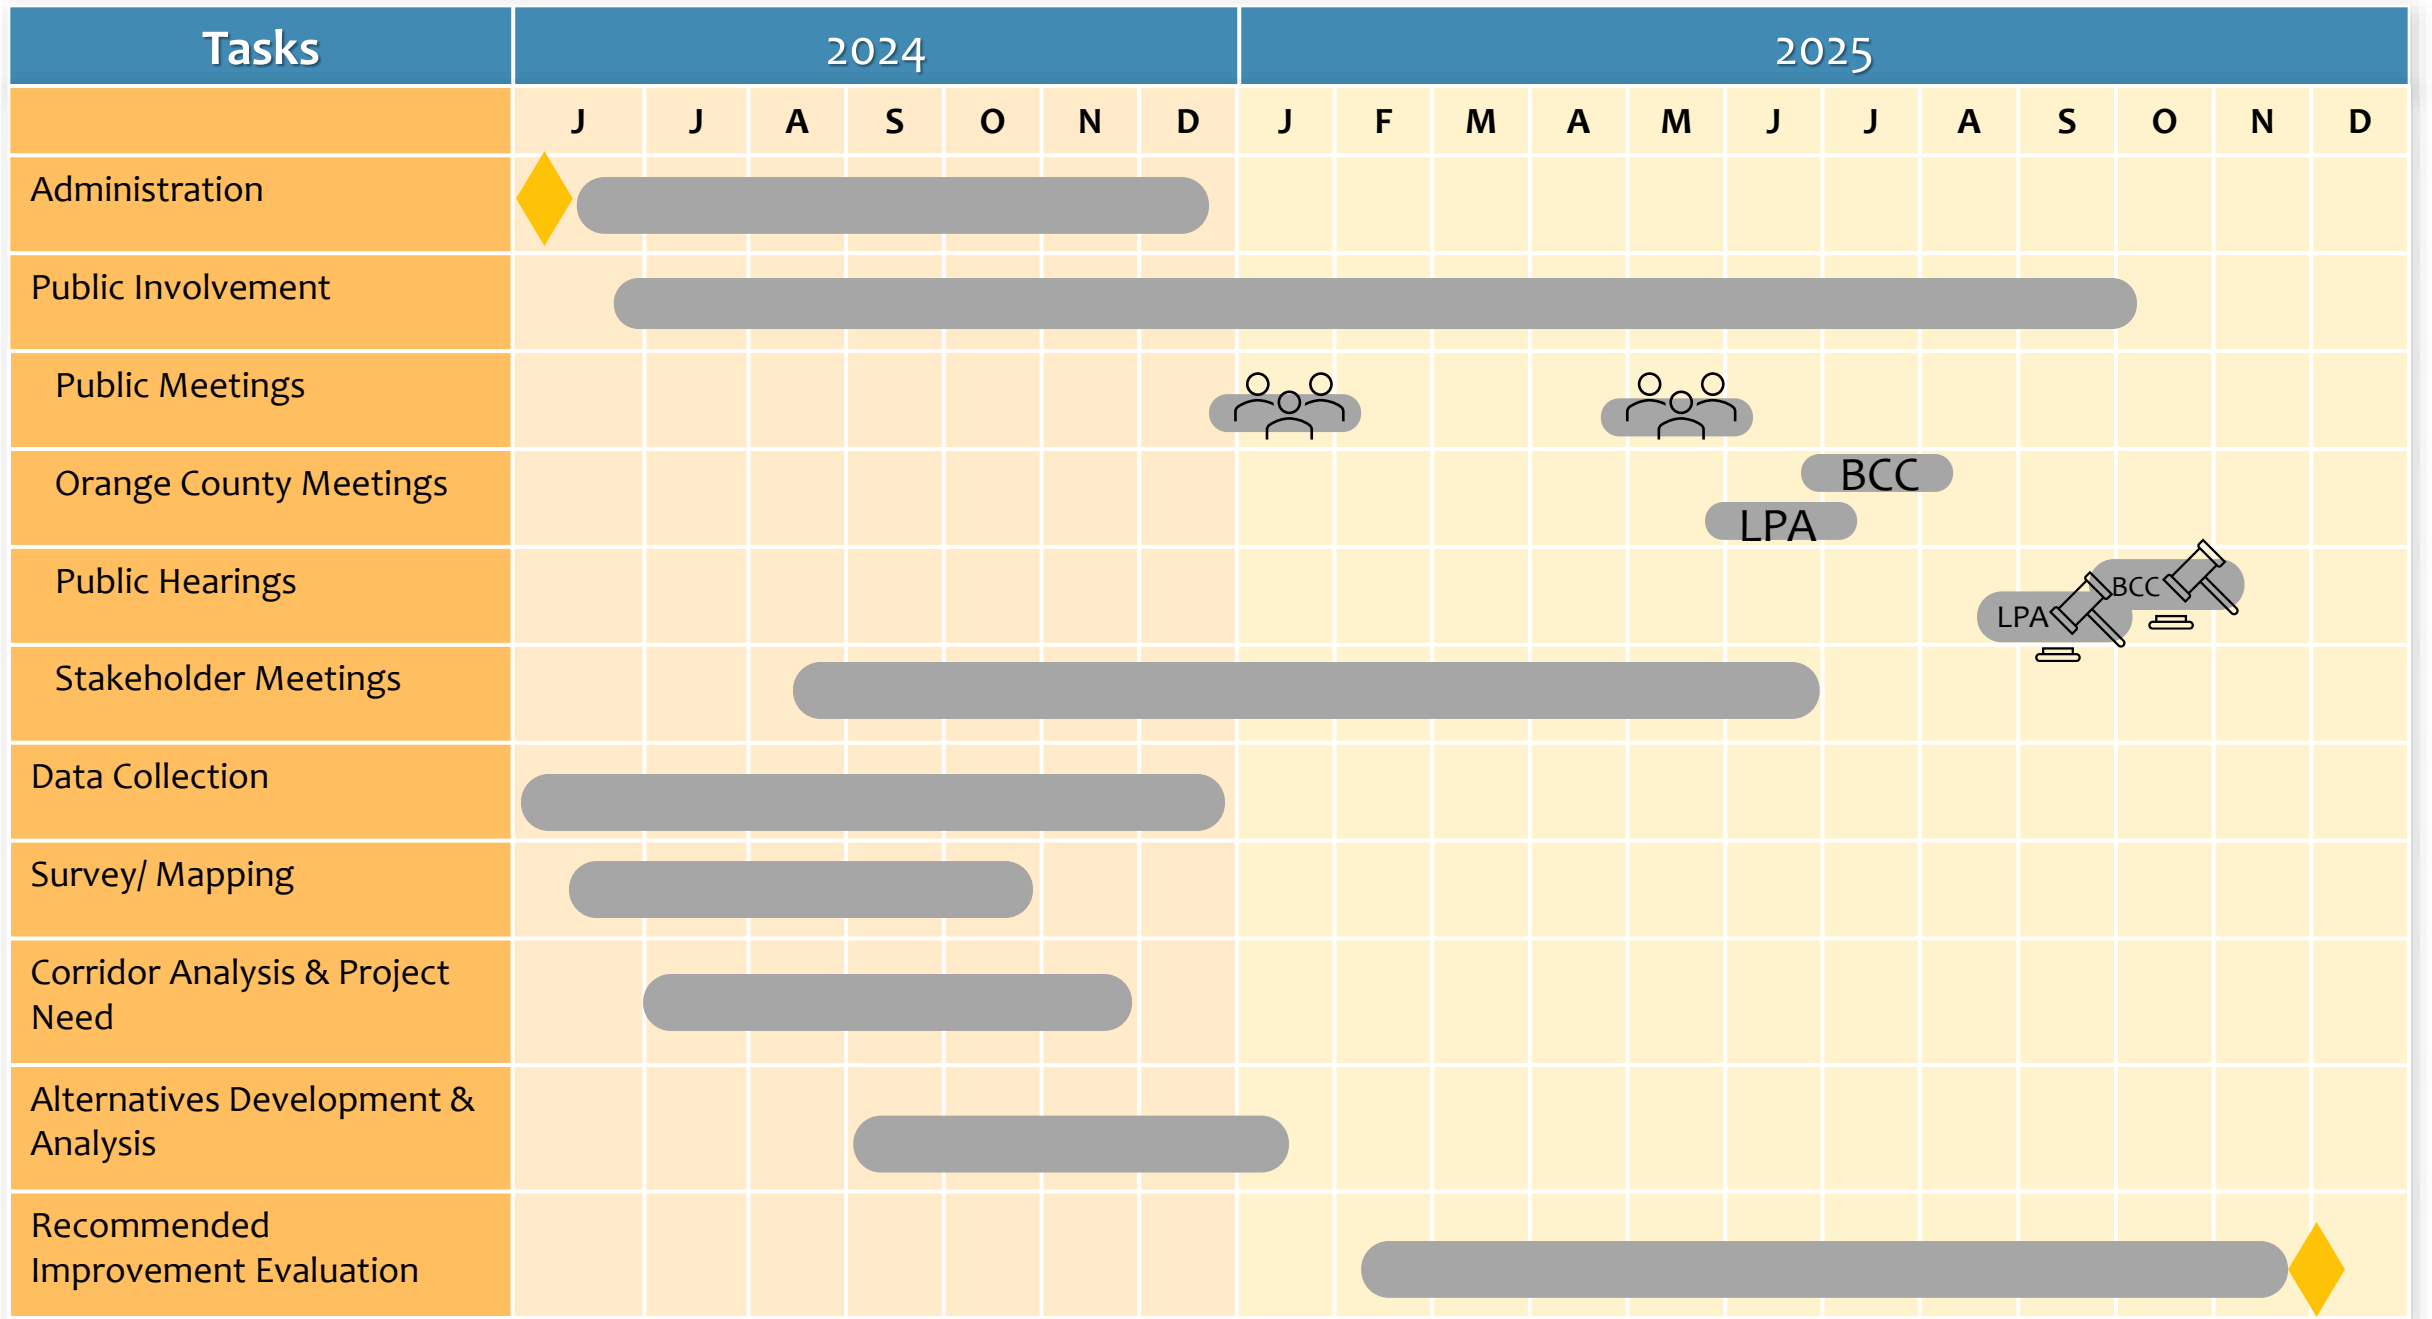 Tasks 2024 2025
J J A S O N D J F M A M J J A S O N D
Administration
Public Involvement
Public Meetings
Orange County Meetings
BCC
LPA
Public Hearings
BCC
LPA
Stakeholder Meetings
Data Collection
Survey/ Mapping
Corridor Analysis & Project
Need
Alternatives Development &
Analysis
Recommended
Improvement Evaluation